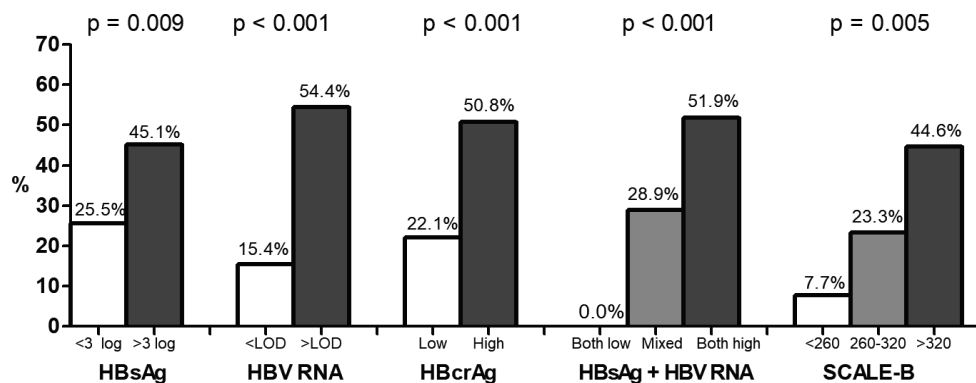 p = 0.009 p < 0.001 p < 0.001 p < 0.001 p = 0.005
70
60
50
40
30
20
10
0
%
25.5% 45.1%
15.4% 54.4%
22.1% 50.8%
0.0% 28.9% 51.9%
7.7% 23.3% 44.6%
<3 log >3 log <LOD >LOD Low High Both low Mixed Both high <260 260-320 >320
HBsAg HBV RNA HBcrAg HBsAg + HBV RNA SCALE-B